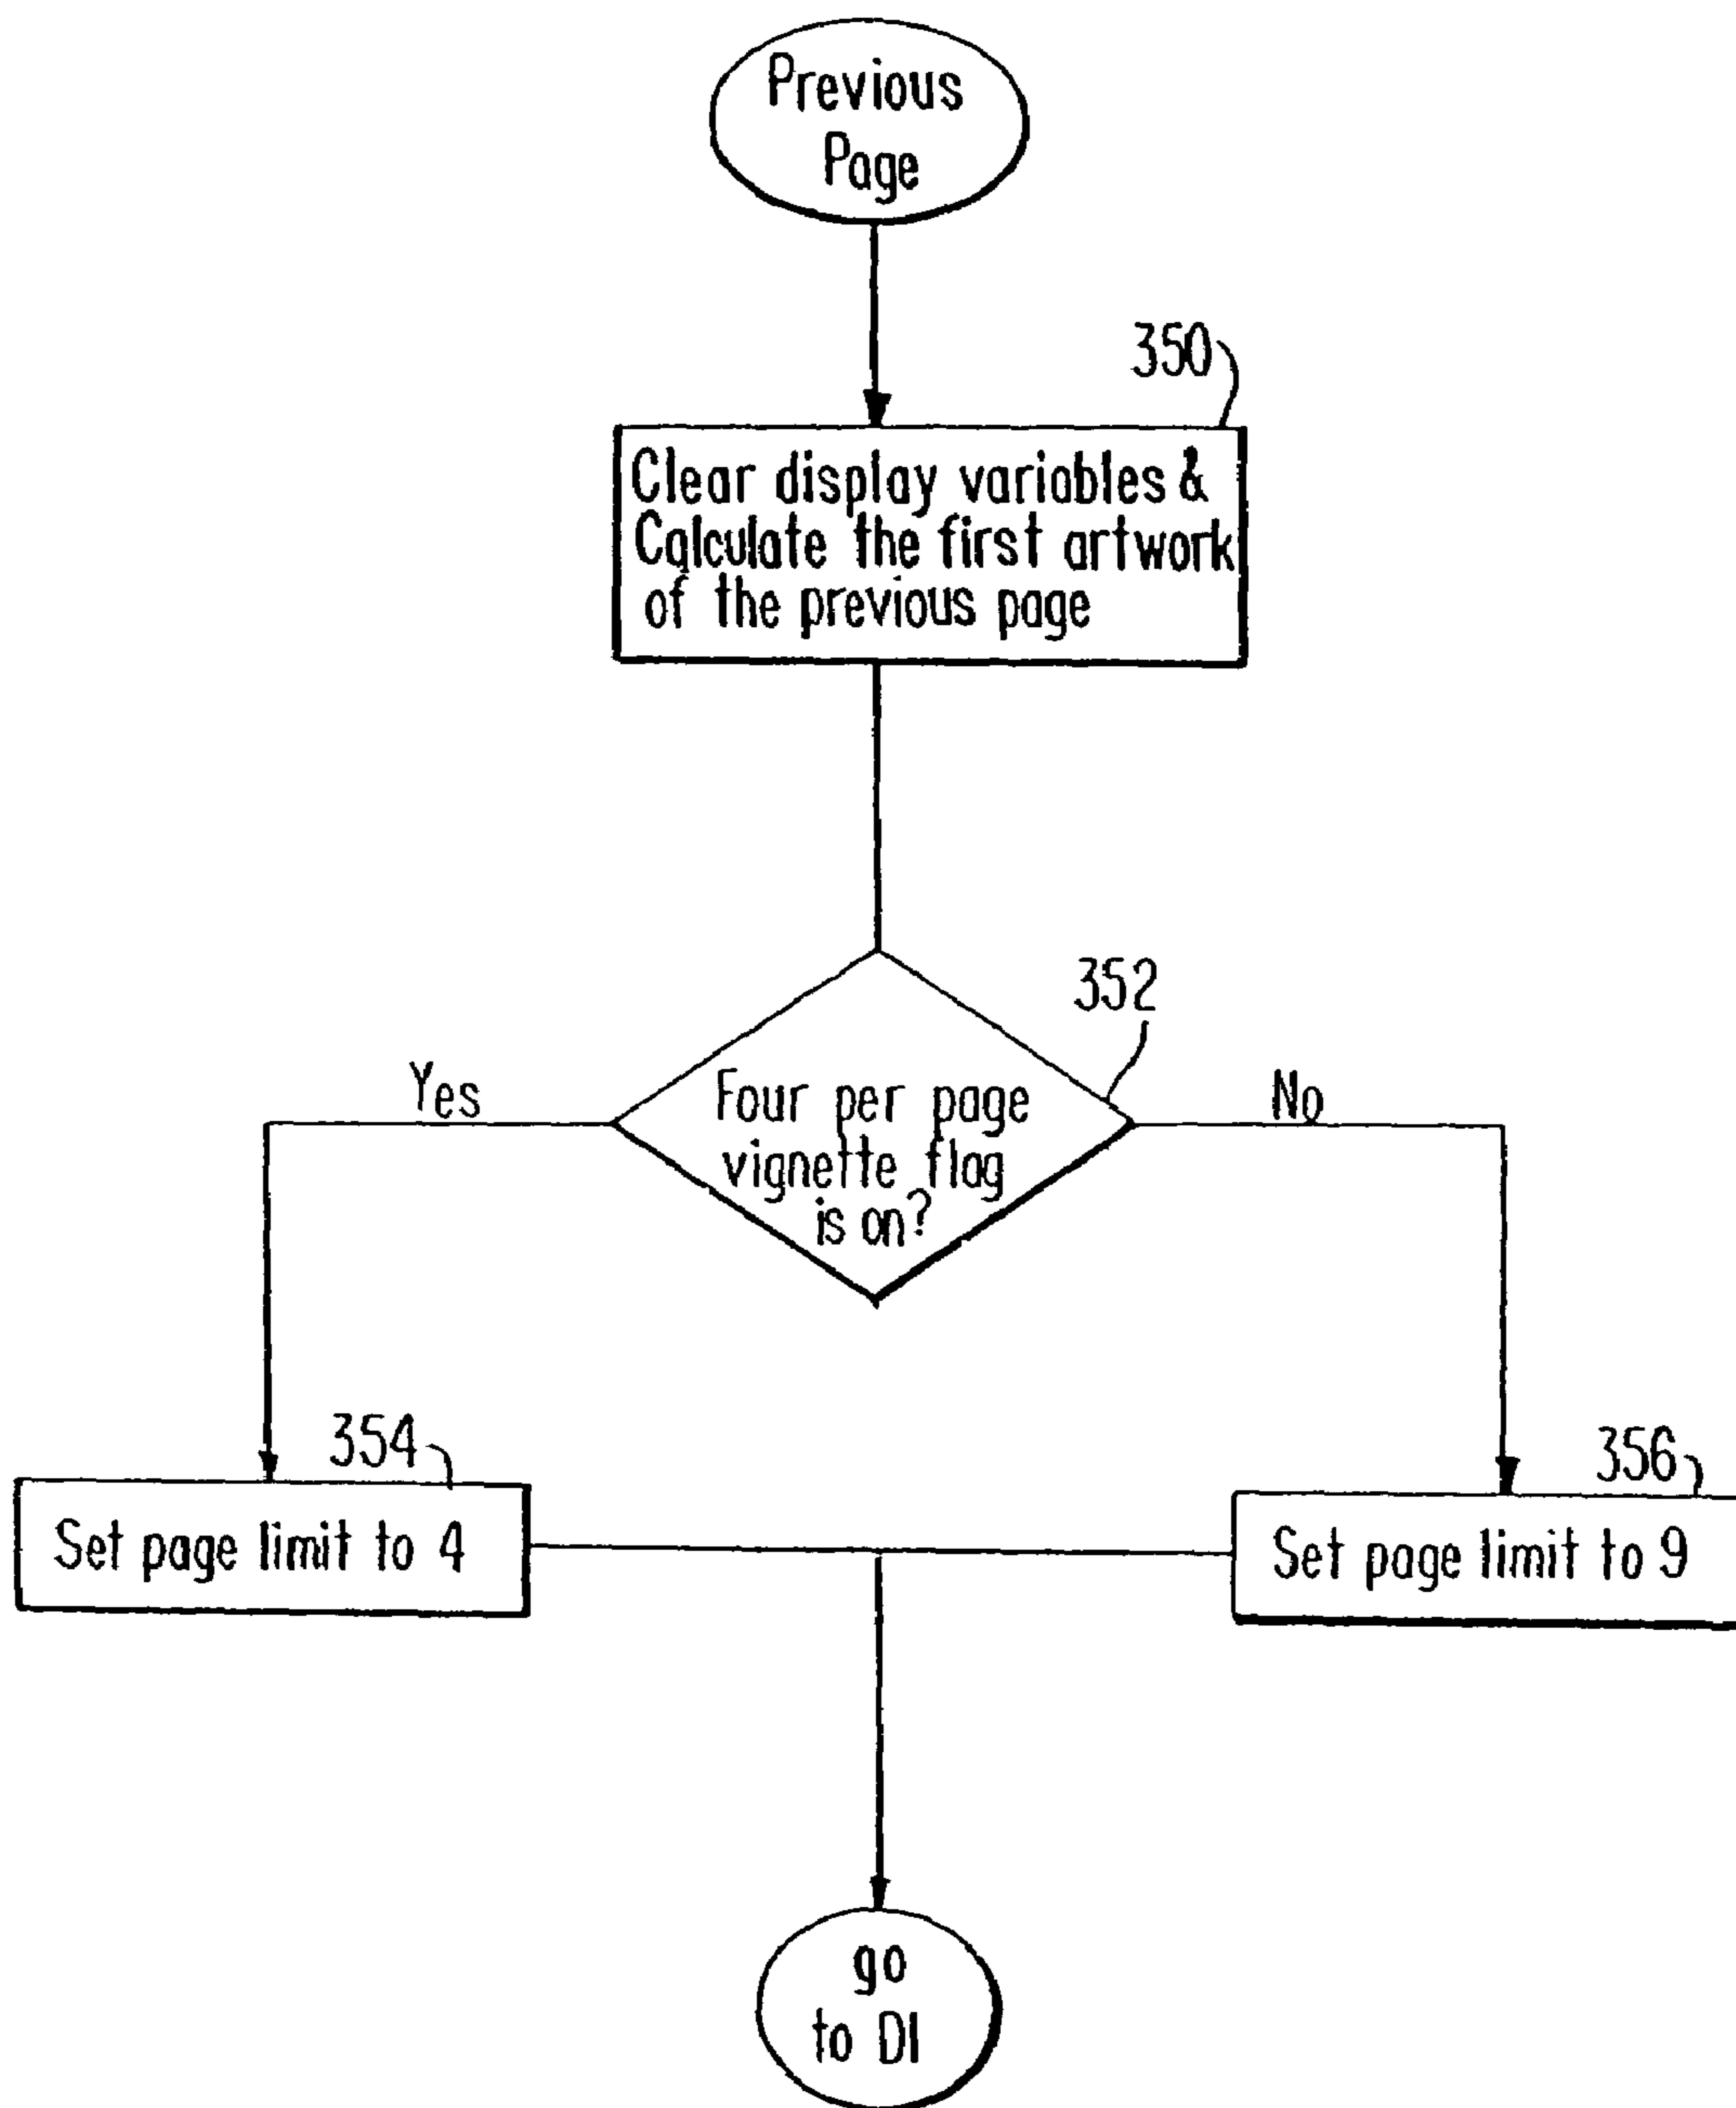 Previous
Page
350
Clear display variables &
Calculate the first artwork
of the previous page
352
Yes
Four per page
vignette flag
is on?
No
354
Set page limit to 4
356
Set page limit to 9
go
to D1